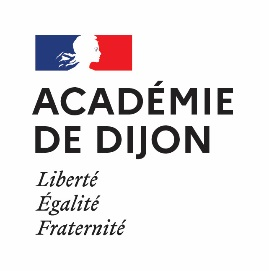 ACADÉMIE
DE DIJON
Liberté
Égalité
Fraternité